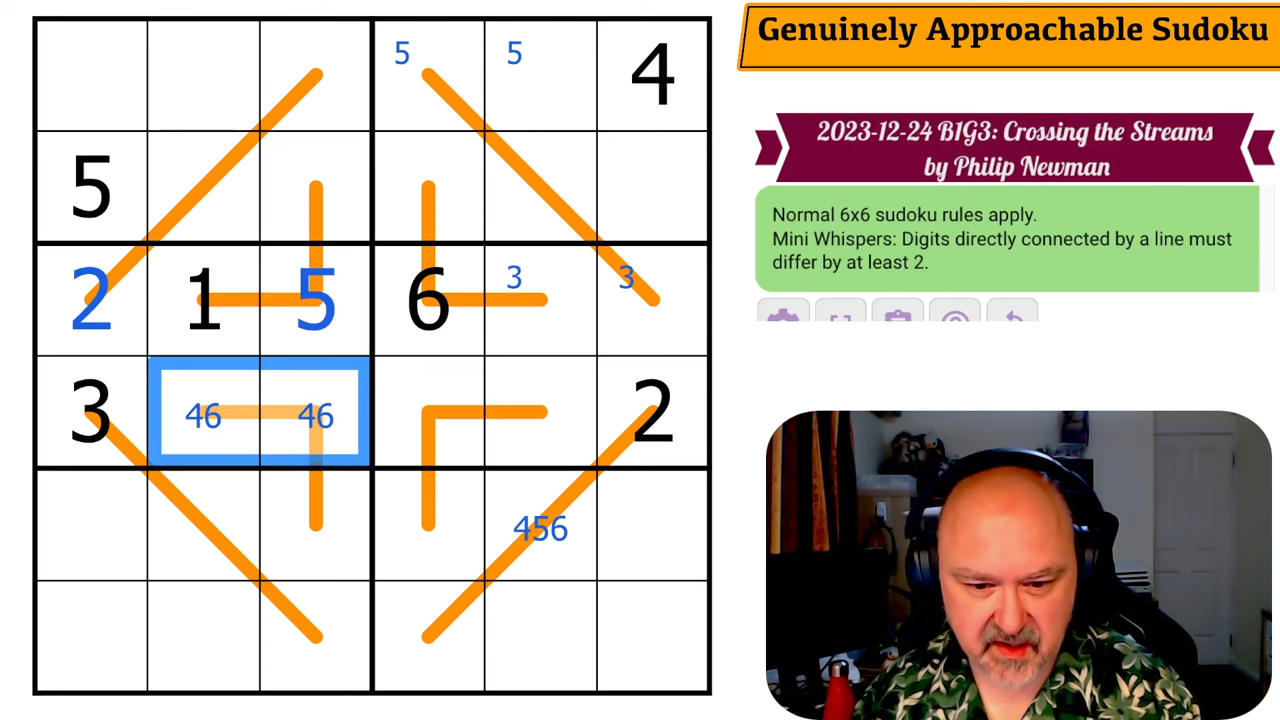 Genuinely Approachable Sudoku
2023-12-24 B1G3: Crossing the Streams
by Philip Newman
Normal 6x6 sudoku rules apply.
Mini Whispers: Digits directly connected by a line must
differ by at least 2.
5 5 4
5
2 1 5 6 3 3
3 46 46 2
456